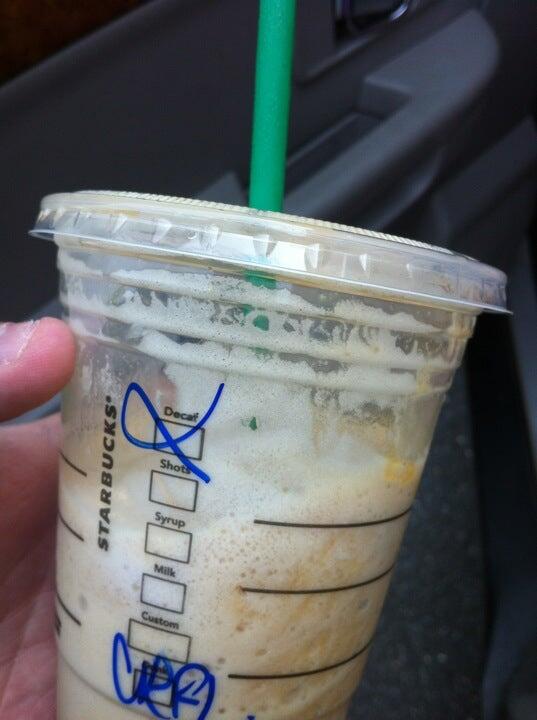 STARBUCKS
Decaf
X
Shots
Syrup
Milk
Custom